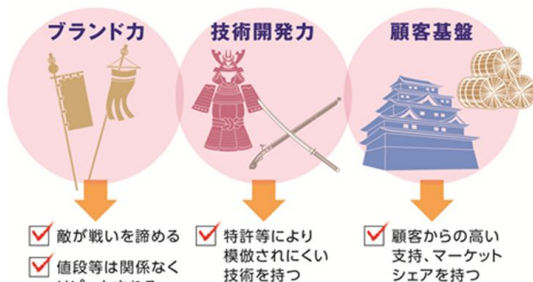 ブランド力
技術開発力
顧客基盤
敵が戦いを諦める
値段等は関係なく
特許等により
模倣されにくい
技術を持つ
顧客からの高い
支持、マーケット
シェアを持つ